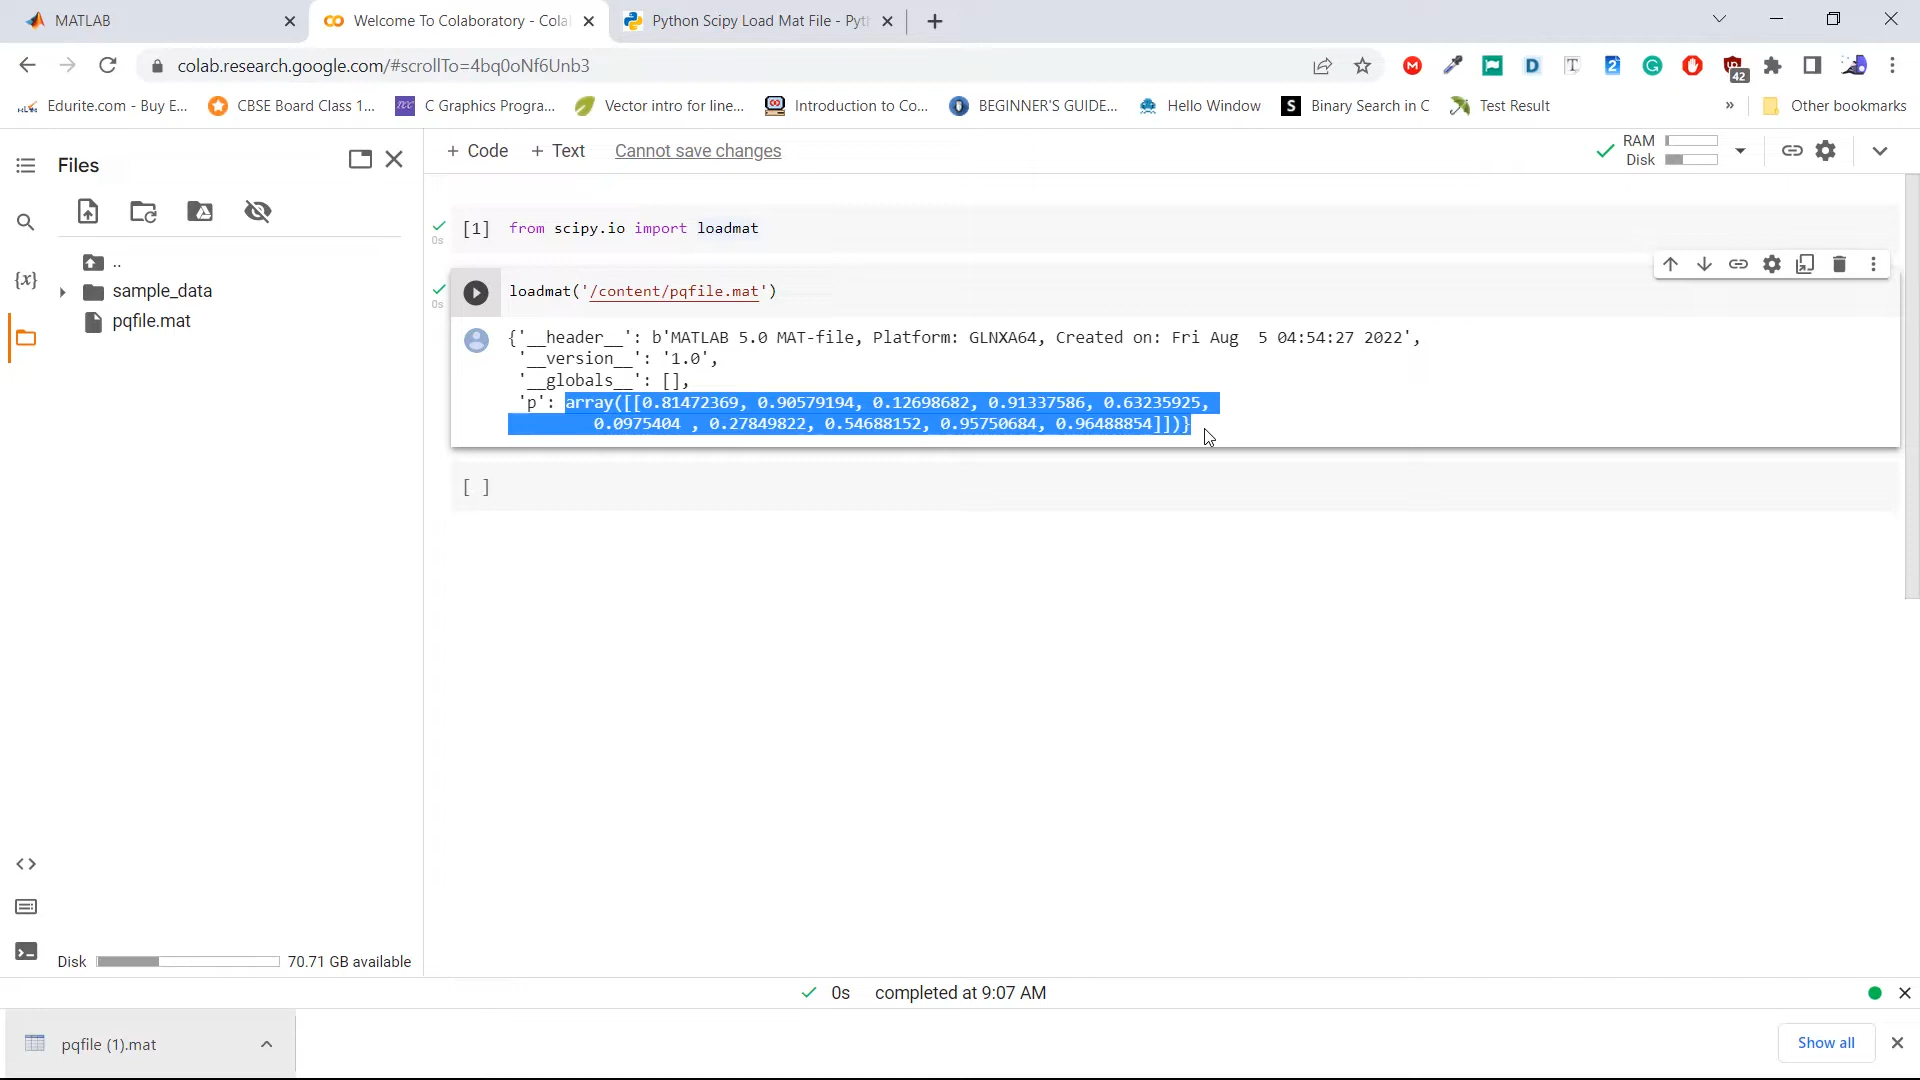 MATLAB
Welcome To Colaboratory - Cola
Python Scipy Load Mat File - Pyt
colab.research.google.com/#scrollTo=4bq0oNf6Unb3
42
Edurite.com - Buy E...
CBSE Board Class 1...
C Graphics Progra...
Vector intro for line...
Introduction to Co...
BEGINNER'S GUIDE...
Hello Window
Binary Search in C
Test Result
»
Other bookmarks
Files
+ Code
+ Text
Cannot save changes
RAM
Disk
..
sample_data
pqfile.mat
0s
[1] from scipy.io import loadmat
0s
loadmat('/content/pqfile.mat')
{'__header__': b'MATLAB 5.0 MAT-file, Platform: GLNXA64, Created on: Fri Aug  5 04:54:27 2022',
'__version__': '1.0',
'__globals__': [],
'p': array([[0.81472369, 0.90579194, 0.12698682, 0.91337586, 0.63235925,
0.0975404 , 0.27849822, 0.54688152, 0.95750684, 0.96488854]])}
[ ]
{x}
Disk
70.71 GB available
0s completed at 9:07 AM
pqfile (1).mat
Show all